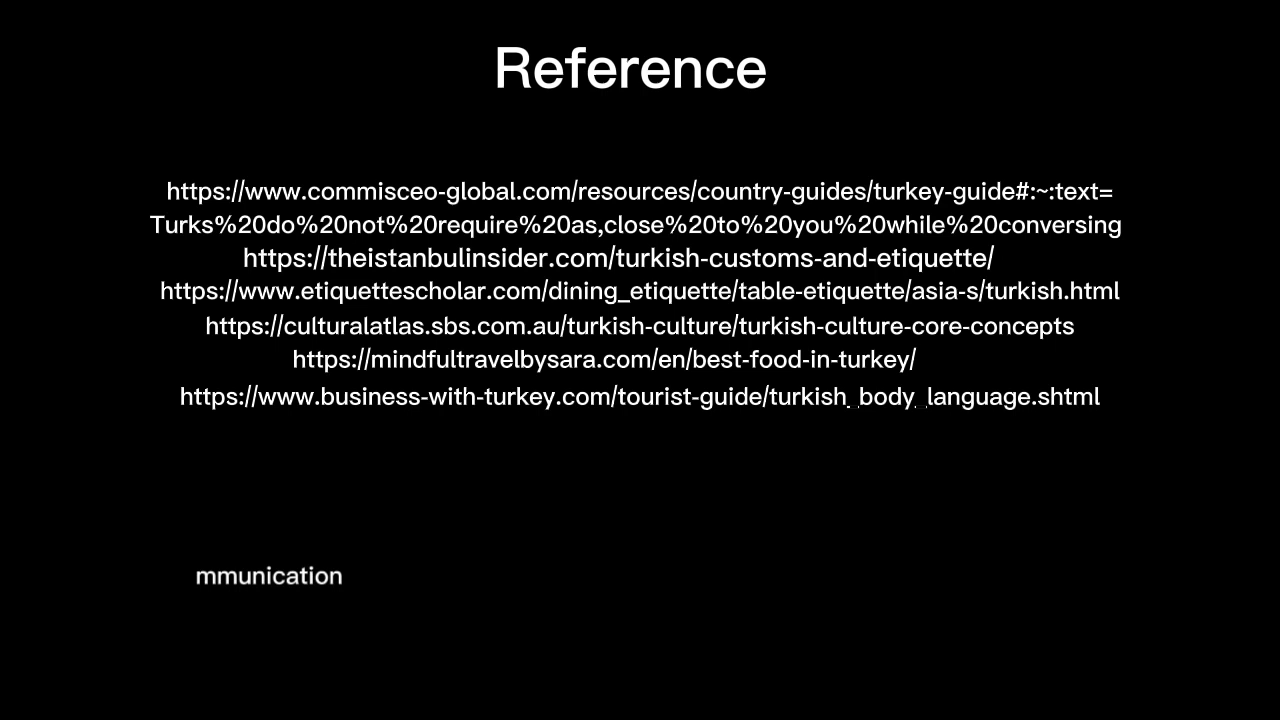 Reference
https://www.commisceo-global.com/resources/country-guides/turkey-guide#:~:text=
Turks%20do%20not%20require%20as,close%20to%20you%20while%20conversing
https://theistanbulinsider.com/turkish-customs-and-etiquette/
https://www.etiquettescholar.com/dining_etiquette/table-etiquette/asia-s/turkish.html
https://culturalatlas.sbs.com.au/turkish-culture/turkish-culture-core-concepts
https://mindfultravelbysara.com/en/best-food-in-turkey/
https://www.business-with-turkey.com/tourist-guide/turkish_body_language.shtml
mmunication